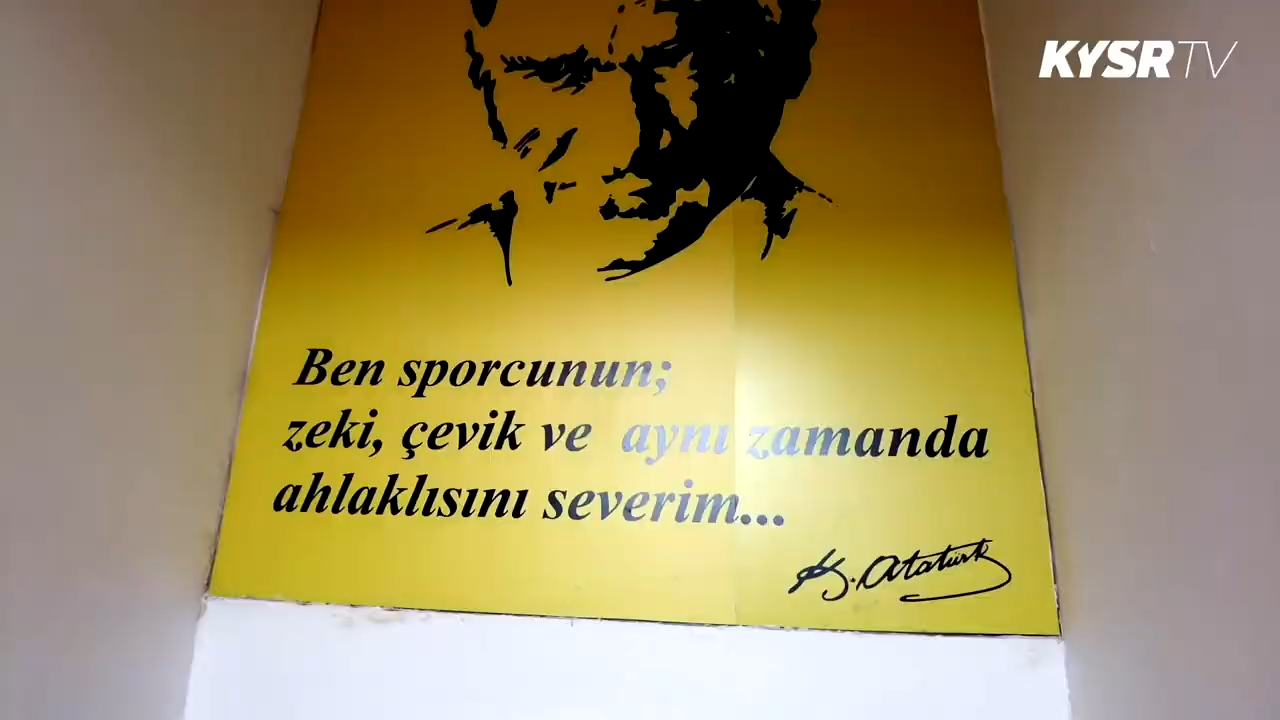 KYSR TV
Ben sporcunun;
zeki, çevik ve aynı zamanda
ahlaklısını severim...
K. Atatürk